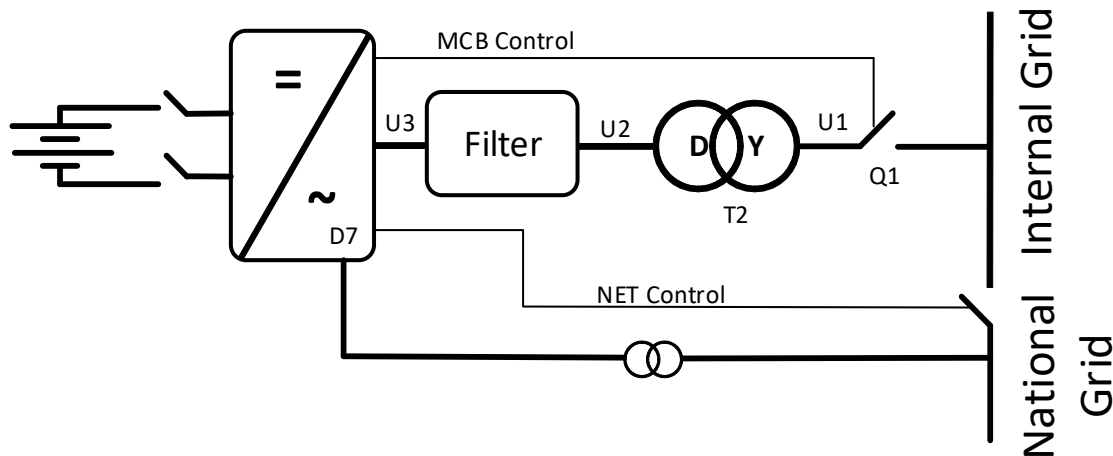 MCB Control
=
U3
Filter
U2
D Y
U1
Q1
T2
~
D7
NET Control
Internal Grid
National
Grid